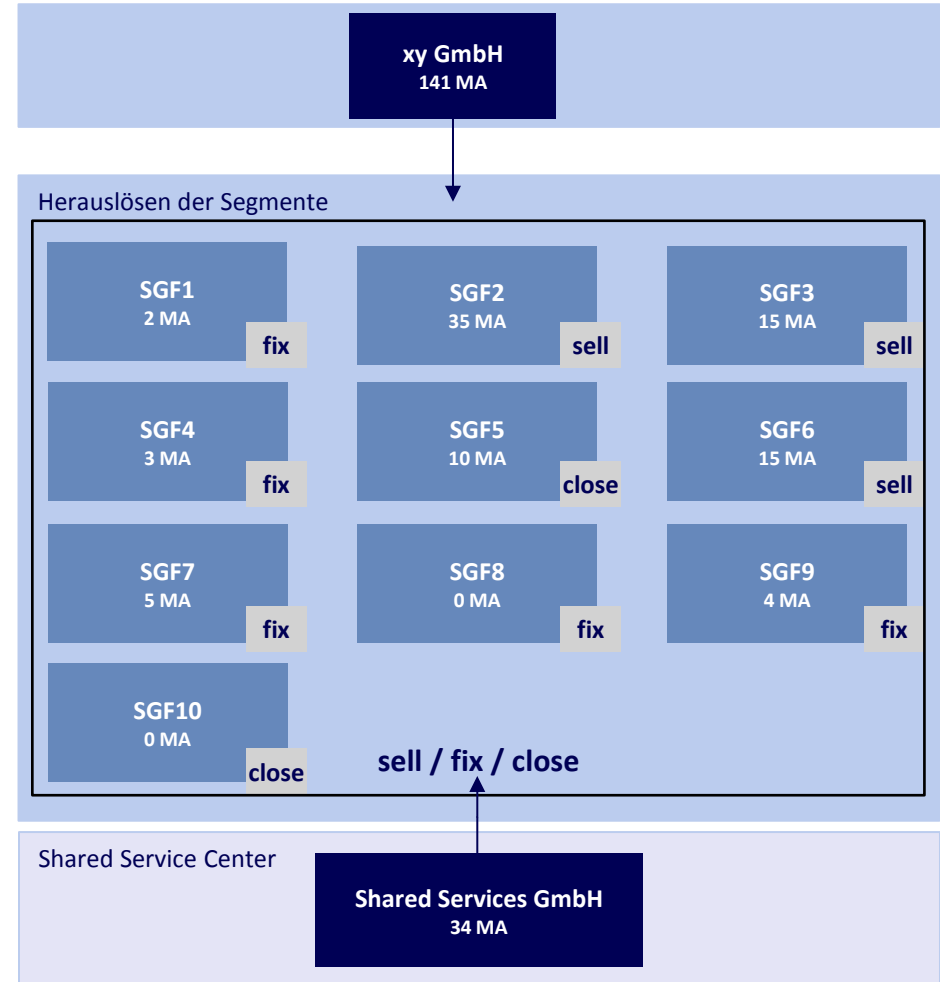 xy GmbH
141 MA
Herauslösen der Segmente
SGF1
2 MA
fix
SGF2
35 MA
sell
SGF3
15 MA
sell
SGF4
3 MA
fix
SGF5
10 MA
close
SGF6
15 MA
sell
SGF7
5 MA
fix
SGF8
0 MA
fix
SGF9
4 MA
fix
SGF10
0 MA
close
sell / fix / close
Shared Service Center
Shared Services GmbH
34 MA